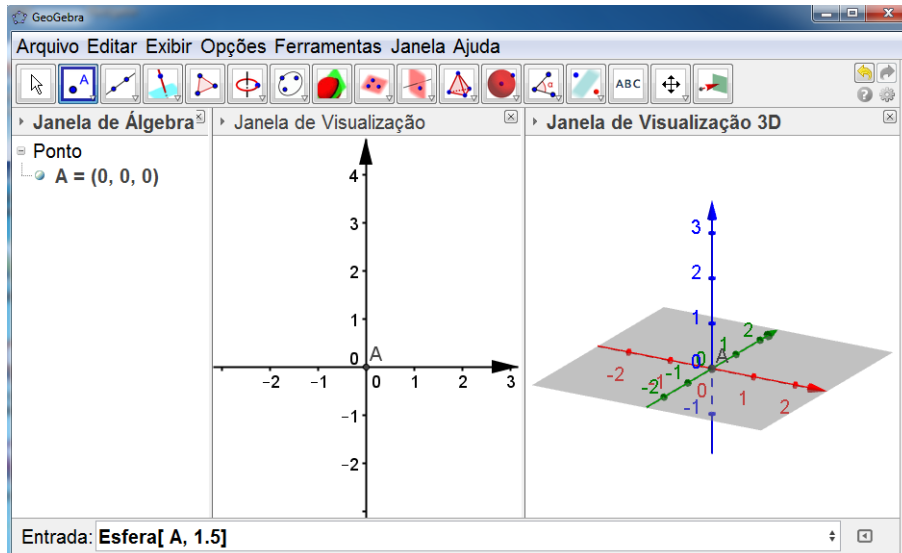 GeoGebra
Arquivo Editar Exibir Opções Ferramentas Janela Ajuda
A
α
ABC
Janela de Álgebra
Janela de Visualização
Janela de Visualização 3D
Ponto
A = (0, 0, 0)
4
3
2
1
0
A
-2
-1
0
1
2
3
-1
-2
3
2
1
0
-1
A
2
1
0
-1
-2
-2
-1
0
1
2
Entrada: Esfera[ A, 1.5]